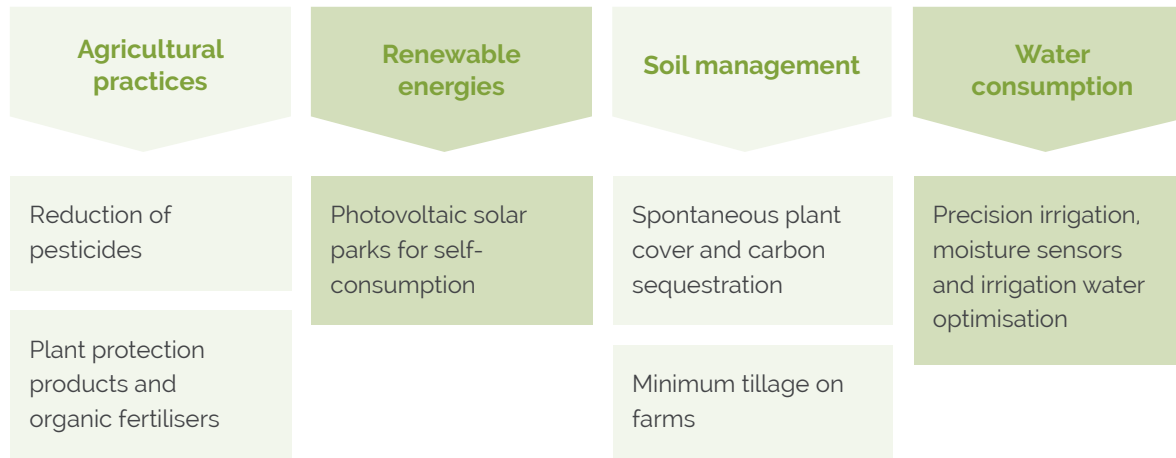 Agricultural
practices
Reduction of
pesticides
Plant protection
products and
organic fertilisers
Renewable
energies
Photovoltaic solar
parks for self-
consumption
Soil management
Spontaneous plant
cover and carbon
sequestration
Minimum tillage on
farms
Water
consumption
Precision irrigation,
moisture sensors
and irrigation water
optimisation